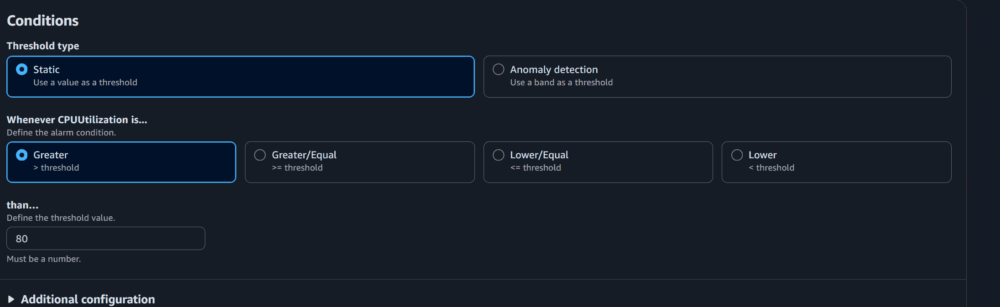 Conditions
Threshold type
Static
Use a value as a threshold
Anomaly detection
Use a band as a threshold
Whenever CPUUtilization is...
Define the alarm condition.
Greater
> threshold
Greater/Equal
>= threshold
Lower/Equal
<= threshold
Lower
< threshold
than...
Define the threshold value.
80
Must be a number.
Additional configuration